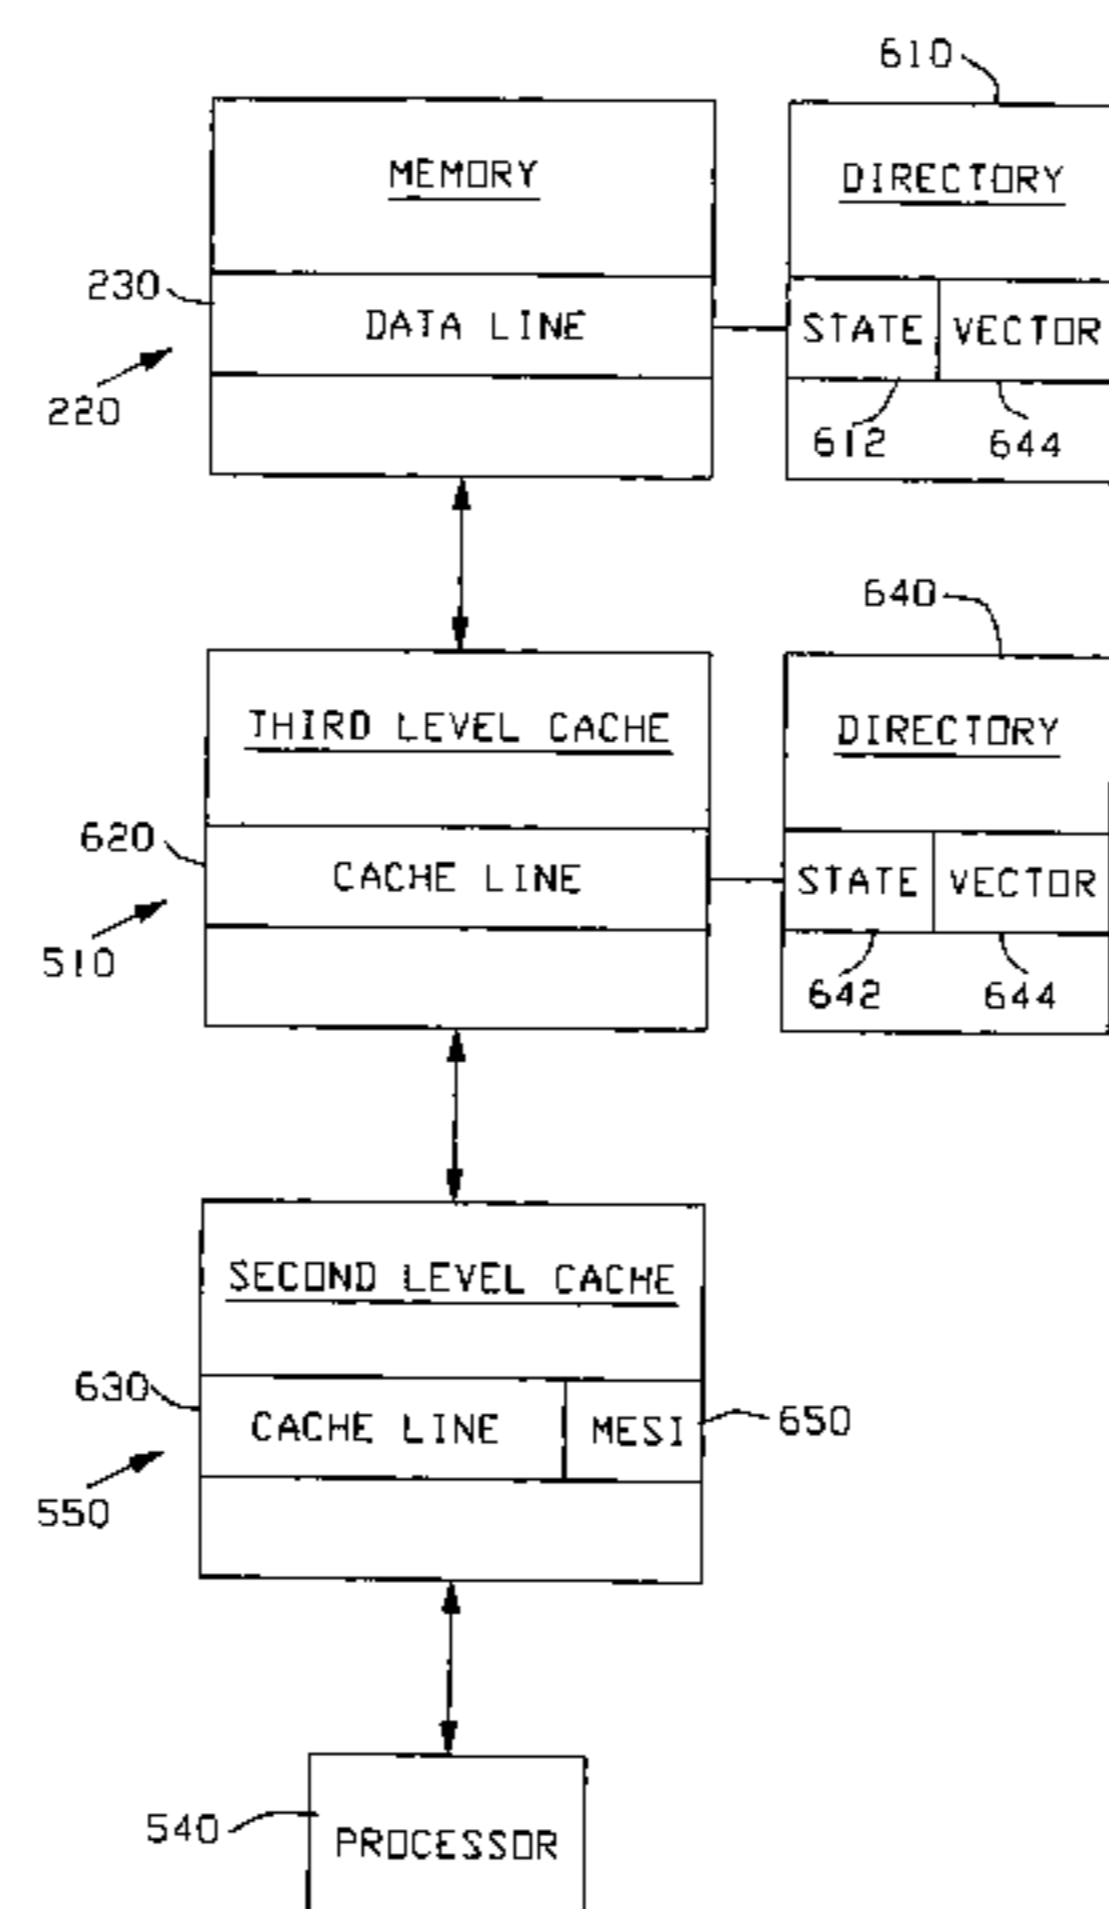 610
MEMORY
DIRECTORY
230
DATA LINE
STATE
VECTOR
220
612
644
640
THIRD LEVEL CACHE
DIRECTORY
620
CACHE LINE
STATE
VECTOR
510
642
644
SECOND LEVEL CACHE
630
CACHE LINE
MESI
650
550
540
PROCESSOR